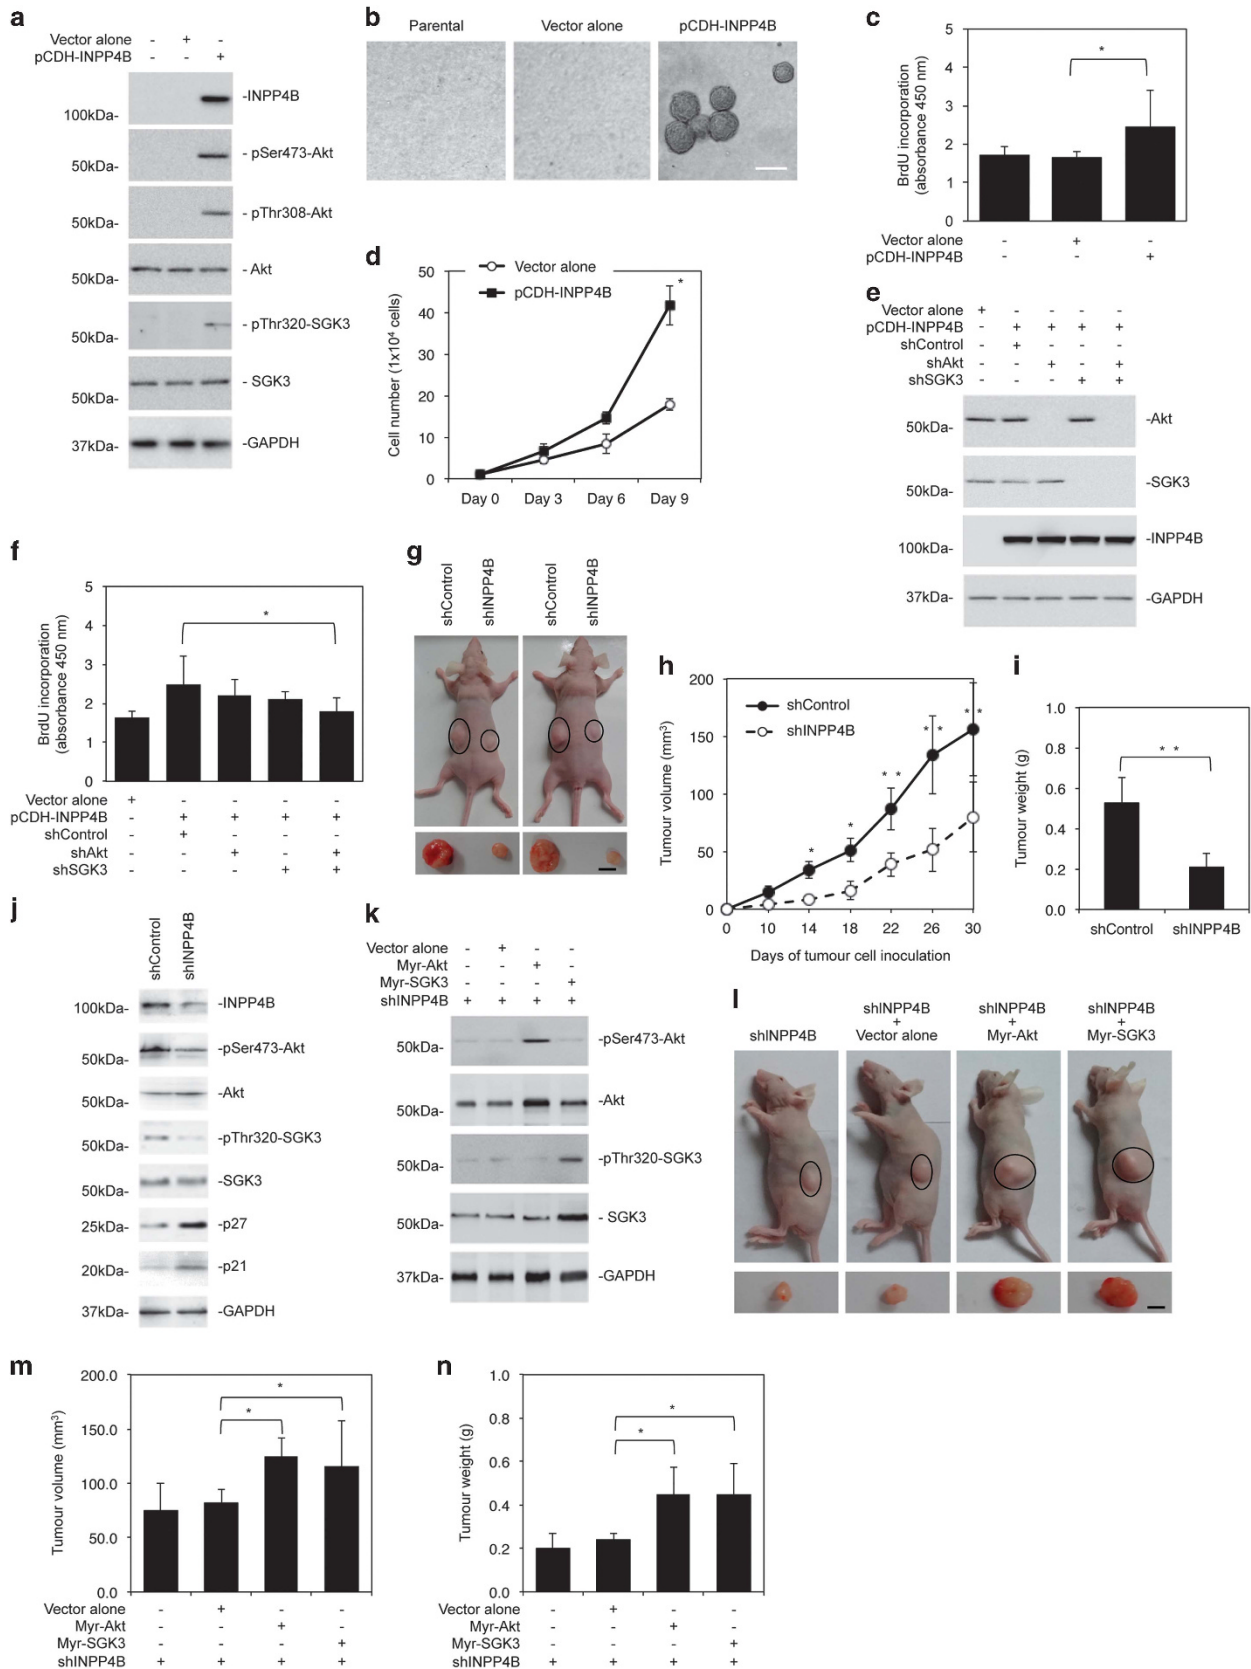 a
Vector alone - + -
pCDH-INPP4B - - +
100kDa- -INPP4B
50kDa- - pSer473-Akt
50kDa- - pThr308-Akt
50kDa- - Akt
50kDa- - pThr320-SGK3
50kDa- - SGK3
37kDa- -GAPDH
b
Parental Vector alone pCDH-INPP4B
c
BrdU incorporation
(absorbance 450 nm)
5
4
3
2
1
0
*
Vector alone - + -
pCDH-INPP4B - - +
d
Vector alone
pCDH-INPP4B
Cell number (1x10⁴ cells)
50
40
30
20
10
0
*
Day 0 Day 3 Day 6 Day 9
e
Vector alone + - - - -
pCDH-INPP4B - + + + +
shControl - + - - -
shAkt - - + - +
shSGK3 - - - + +
50kDa- -Akt
50kDa- -SGK3
100kDa- -INPP4B
37kDa- -GAPDH
f
BrdU incorporation
(absorbance 450 nm)
5
4
3
2
1
0
*
Vector alone + - - - -
pCDH-INPP4B - + + + +
shControl - + - - -
shAkt - - + - +
shSGK3 - - - + +
g
shControl shINPP4B shControl shINPP4B
h
Tumour volume (mm³)
200
150
100
50
0
shControl
shINPP4B
* * ** ** **
0 10 14 18 22 26 30
Days of tumour cell inoculation
i
Tumour weight (g)
1.0
0.8
0.6
0.4
0.2
0.0
**
shControl shINPP4B
j
shControl shINPP4B
100kDa- -INPP4B
50kDa- -pSer473-Akt
50kDa- -Akt
50kDa- -pThr320-SGK3
50kDa- -SGK3
25kDa- -p27
20kDa- -p21
37kDa- -GAPDH
k
Vector alone - + - -
Myr-Akt - - + -
Myr-SGK3 - - - +
shINPP4B + + + +
50kDa- -pSer473-Akt
50kDa- -Akt
50kDa- -pThr320-SGK3
50kDa- - SGK3
37kDa- -GAPDH
l
shINPP4B
shINPP4B + Vector alone
shINPP4B + Myr-Akt
shINPP4B + Myr-SGK3
m
Tumour volume (mm³)
200.0
150.0
100.0
50.0
0.0
*
*
Vector alone - + - -
Myr-Akt - - + -
Myr-SGK3 - - - +
shINPP4B + + + +
n
Tumour weight (g)
1.0
0.8
0.6
0.4
0.2
0.0
*
*
Vector alone - + - -
Myr-Akt - - + -
Myr-SGK3 - - - +
shINPP4B + + + +